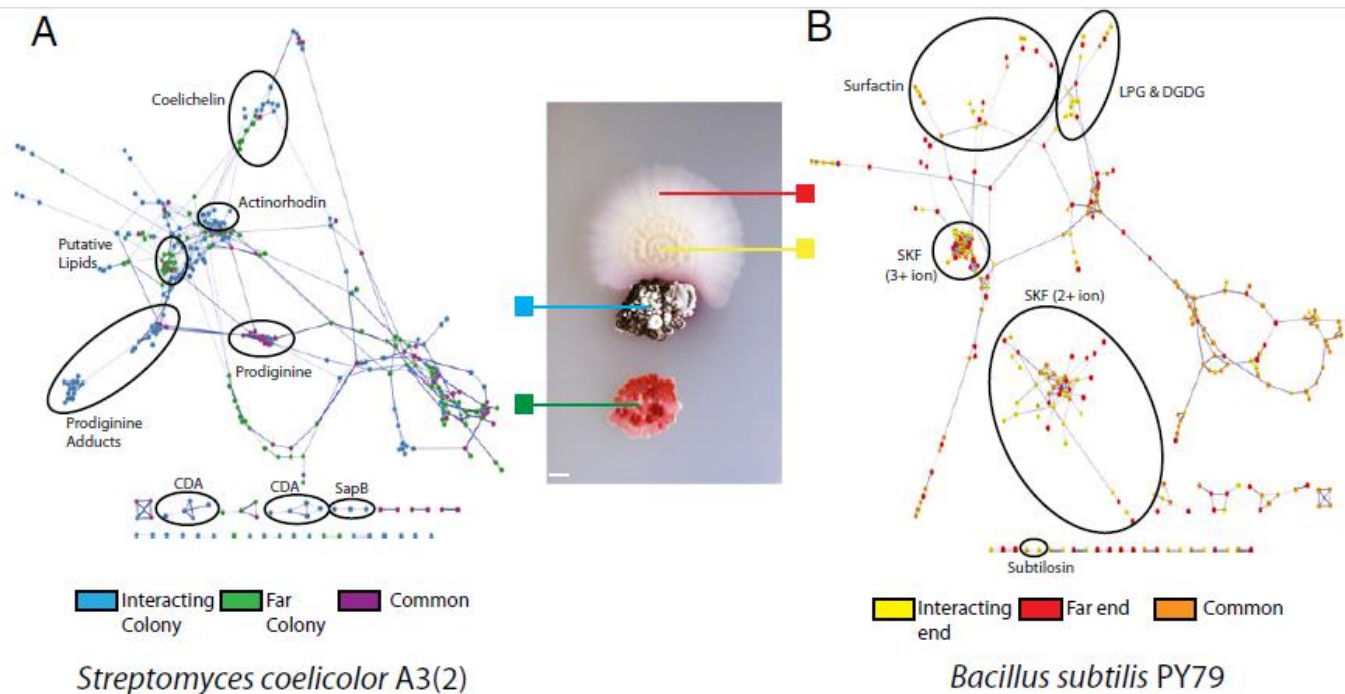 A
Coelichelin
Actinorhodin
Putative
Lipids
Prodiginine
Prodiginine
Adducts
CDA
CDA
SapB
Interacting
Colony
Far
Colony
Common
Streptomyces coelicolor A3(2)
B
Surfactin
LPG & DGDG
SKF
(3+ ion)
SKF (2+ ion)
Subtilosin
Interacting
end
Far end
Common
Bacillus subtilis PY79